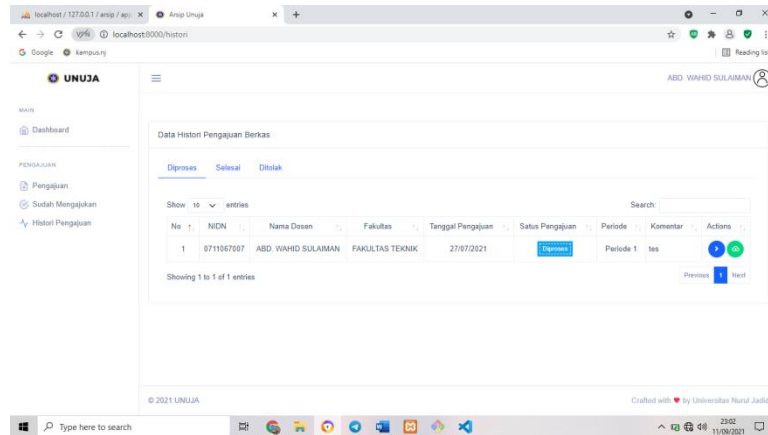 localhost / 127.0.0.1 / arsip / ap
Arsip Unuja
localhost:8000/histori
Google
kampusnj
Reading lis
UNUJA
ABD. WAHID SULAIMAN
MAIN
Dashboard
PENGAJUAN
Pengajuan
Sudah Mengajukan
Histori Pengajuan
Data Histori Pengajuan Berkas
Diproses Selesai Ditolak
Show 10 entries
Search:
No NIDN Nama Dosen Fakultas Tanggal Pengajuan Satus Pengajuan Periode Komentar Actions
1 0711067007 ABD. WAHID SULAIMAN FAKULTAS TEKNIK 27/07/2021 Diproses Periode 1 tes
Showing 1 to 1 of 1 entries
Previous 1 Next
© 2021 UNUJA
Crafted with by Universitas Nurul Jadid
Type here to search
23:02
11/09/2021